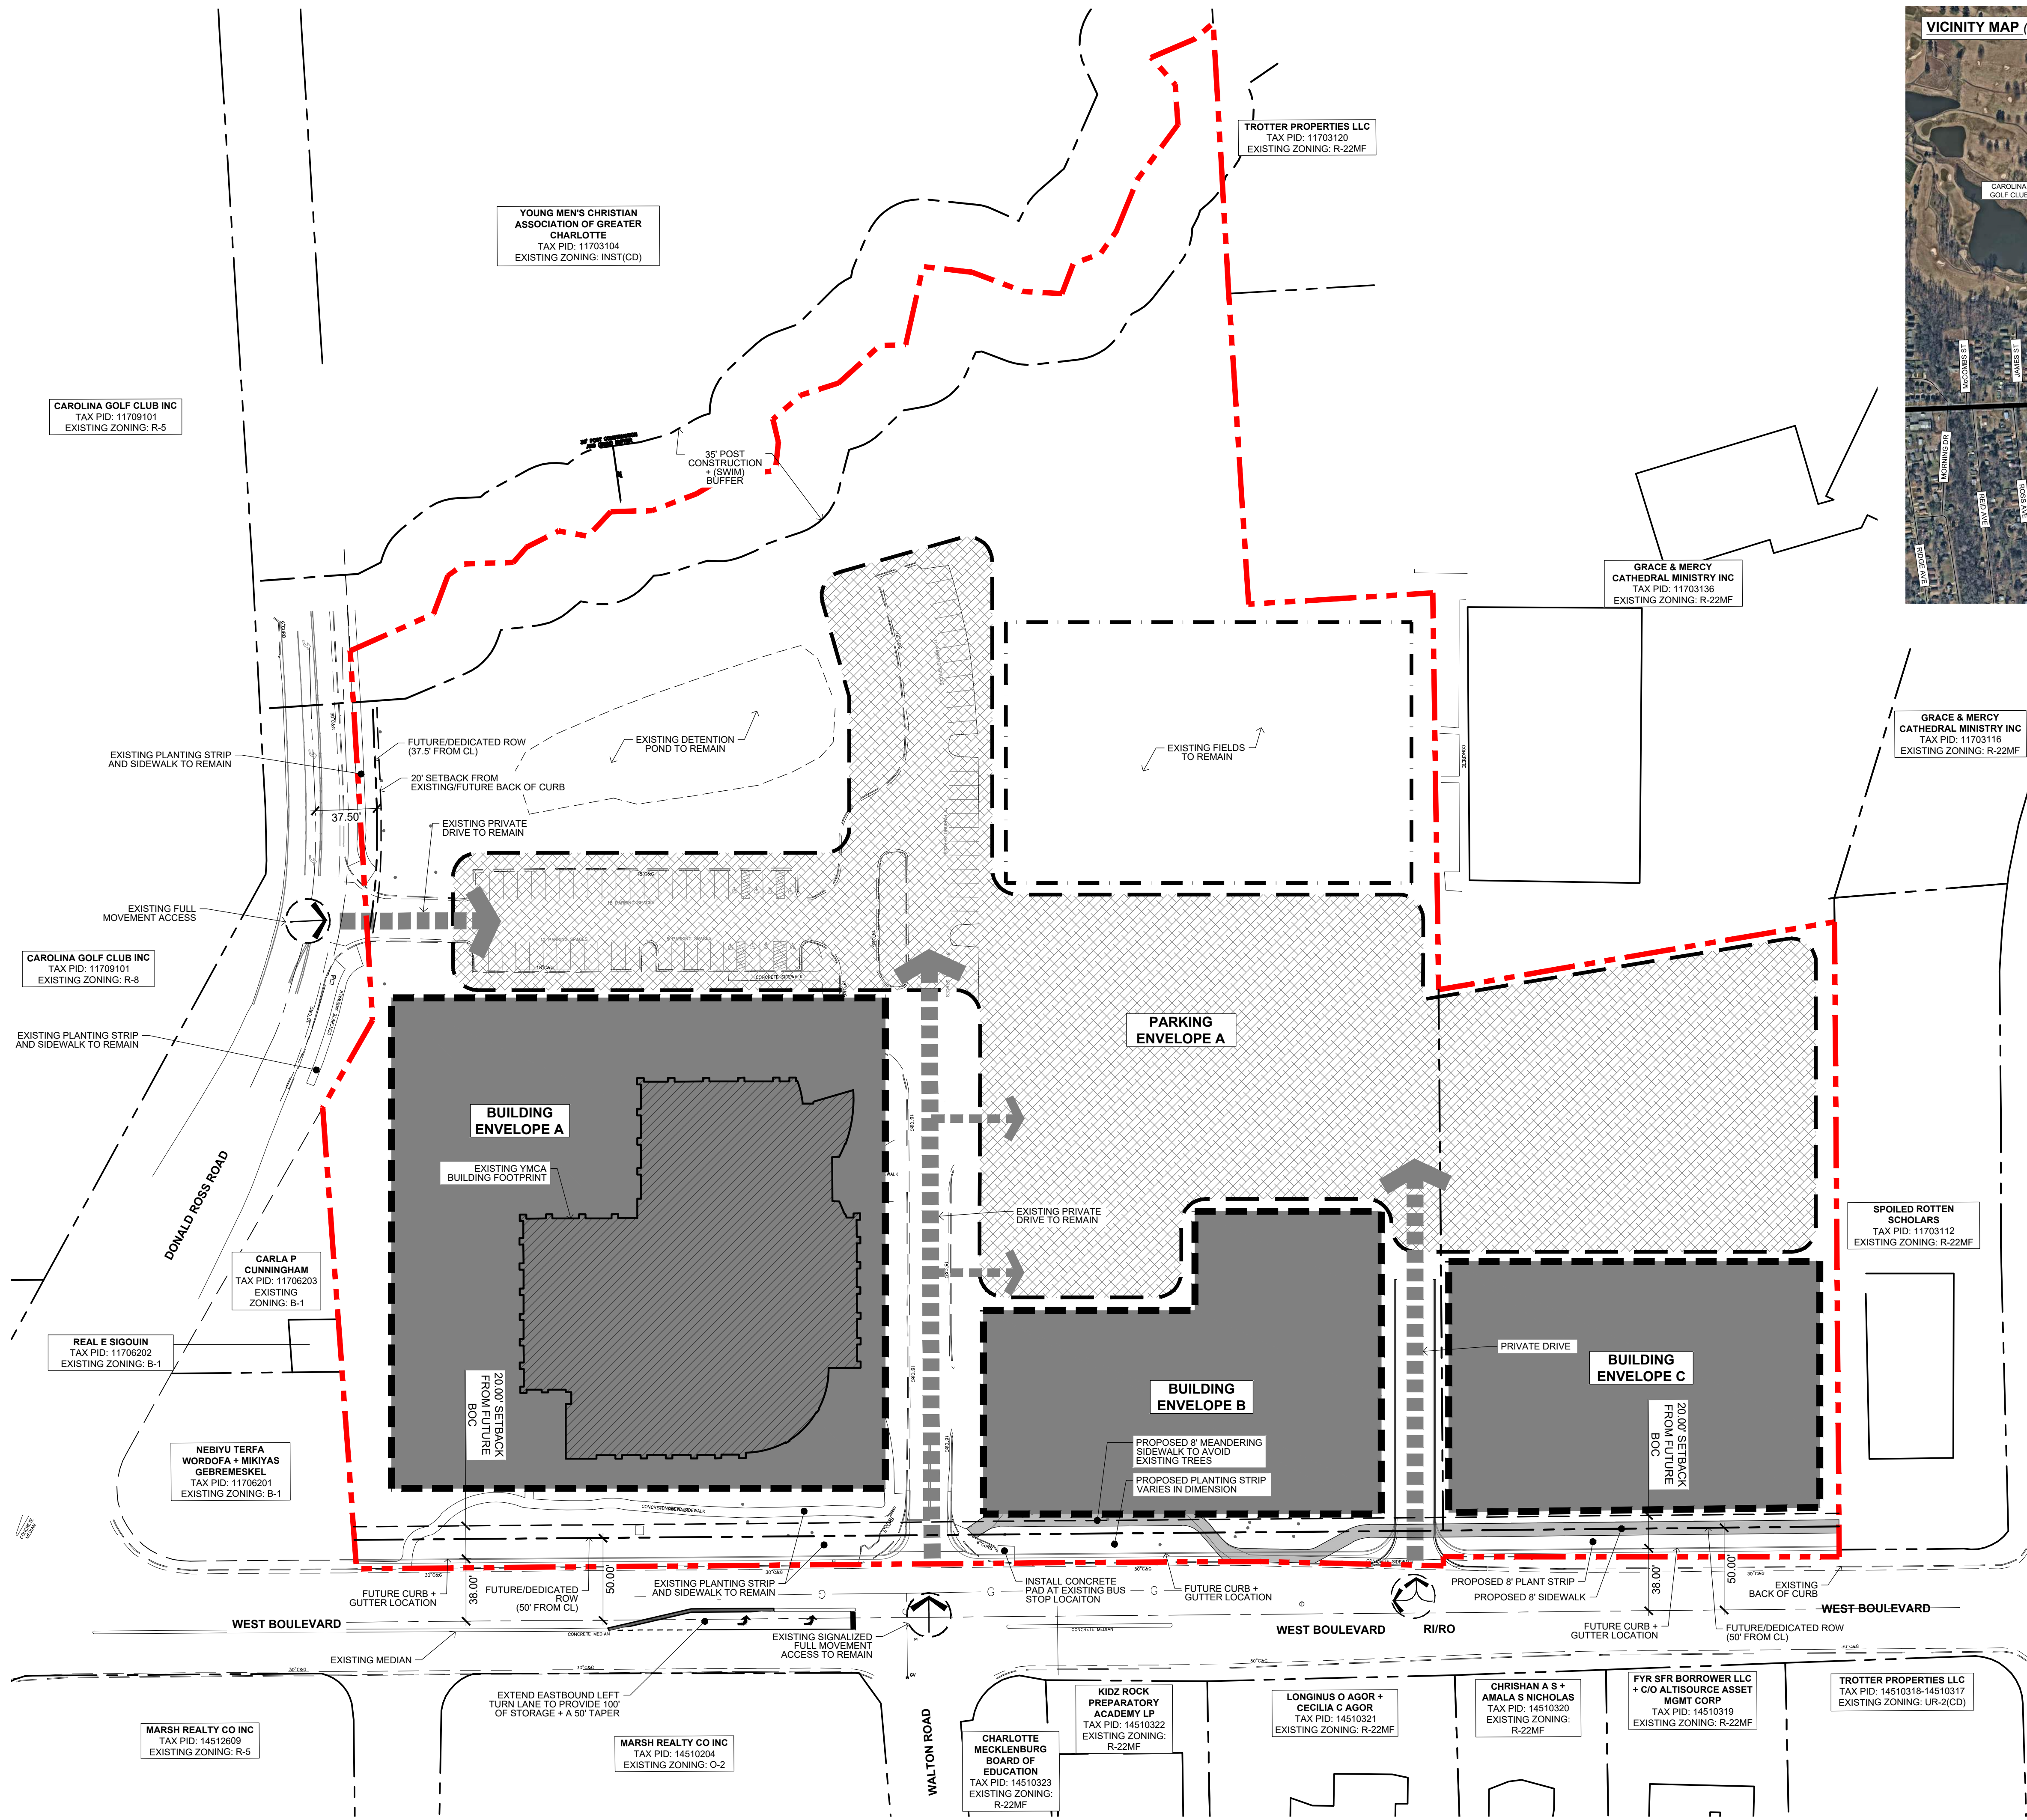 VICINITY MAP
CAROLINA
GOLF CLUB
McCOMBS ST
JAMES ST
MORNING DR
REID AVE
ROSS AVE
RIDGE AVE
TROTTER PROPERTIES LLC
TAX PID: 11703120
EXISTING ZONING: R-22MF
YOUNG MEN'S CHRISTIAN
ASSOCIATION OF GREATER
CHARLOTTE
TAX PID: 11703104
EXISTING ZONING: INST(CD)
CAROLINA GOLF CLUB INC
TAX PID: 11709101
EXISTING ZONING: R-5
35' POST
CONSTRUCTION
+ (SWIM)
BUFFER
GRACE & MERCY
CATHEDRAL MINISTRY INC
TAX PID: 11703136
EXISTING ZONING: R-22MF
GRACE & MERCY
CATHEDRAL MINISTRY INC
TAX PID: 11703116
EXISTING ZONING: R-22MF
EXISTING PLANTING STRIP
AND SIDEWALK TO REMAIN
FUTURE/DEDICATED ROW
(37.5' FROM CL)
20' SETBACK FROM
EXISTING/FUTURE BACK OF CURB
37.50'
EXISTING DETENTION
POND TO REMAIN
EXISTING FIELDS
TO REMAIN
CONCRETE
EXISTING PRIVATE
DRIVE TO REMAIN
EXISTING FULL
MOVEMENT ACCESS
CAROLINA GOLF CLUB INC
TAX PID: 11709101
EXISTING ZONING: R-8
EXISTING PLANTING STRIP
AND SIDEWALK TO REMAIN
CONCRETE SIDEWALK
CONCRETE SIDEWALK
PARKING
ENVELOPE A
BUILDING
ENVELOPE A
EXISTING YMCA
BUILDING FOOTPRINT
EXISTING PRIVATE
DRIVE TO REMAIN
DONALD ROSS ROAD
CARLA P
CUNNINGHAM
TAX PID: 11706203
EXISTING
ZONING: B-1
REAL E SIGOUIN
TAX PID: 11706202
EXISTING ZONING: B-1
SPOILED ROTTEN
SCHOLARS
TAX PID: 11703112
EXISTING ZONING: R-22MF
PRIVATE DRIVE
BUILDING
ENVELOPE C
BUILDING
ENVELOPE B
20.00' SETBACK
FROM FUTURE
BOC
20.00' SETBACK
FROM FUTURE
BOC
NEBIYU TERFA
WORDOFA + MIKIYAS
GEBREMESKEL
TAX PID: 11706201
EXISTING ZONING: B-1
PROPOSED 8' MEANDERING
SIDEWALK TO AVOID
EXISTING TREES
PROPOSED PLANTING STRIP
VARIES IN DIMENSION
CONCRETE
MEDIAN
30"C&G
30"C&G
30"C&G
FUTURE CURB +
GUTTER LOCATION
38.00'
FUTURE/DEDICATED
ROW
(50' FROM CL)
50.00'
EXISTING PLANTING STRIP
AND SIDEWALK TO REMAIN
INSTALL CONCRETE
PAD AT EXISTING BUS
STOP LOCAITON
G G G
FUTURE CURB +
GUTTER LOCATION
PROPOSED 8' PLANT STRIP
PROPOSED 8' SIDEWALK
38.00'
50.00'
30"C&G
EXISTING
BACK OF CURB
WEST BOULEVARD
WEST BOULEVARD
RI/RO
WEST BOULEVARD
FUTURE CURB +
GUTTER LOCATION
FUTURE/DEDICATED ROW
(50' FROM CL)
EXISTING MEDIAN
CONCRETE MEDIAN
EXISTING SIGNALIZED
FULL MOVEMENT
ACCESS TO REMAIN
CONCRETE MEDIAN
30"C&G
30"C&G
30"C&G
EXTEND EASTBOUND LEFT
TURN LANE TO PROVIDE 100'
OF STORAGE + A 50' TAPER
MARSH REALTY CO INC
TAX PID: 14512609
EXISTING ZONING: R-5
MARSH REALTY CO INC
TAX PID: 14510204
EXISTING ZONING: O-2
WALTON ROAD
CHARLOTTE
MECKLENBURG
BOARD OF
EDUCATION
TAX PID: 14510323
EXISTING ZONING:
R-22MF
KIDZ ROCK
PREPARATORY
ACADEMY LP
TAX PID: 14510322
EXISTING ZONING:
R-22MF
LONGINUS O AGOR +
CECILIA C AGOR
TAX PID: 14510321
EXISTING ZONING: R-22MF
CHRISHAN A S +
AMALA S NICHOLAS
TAX PID: 14510320
EXISTING ZONING:
R-22MF
FYR SFR BORROWER LLC
+ C/O ALTISOURCE ASSET
MGMT CORP
TAX PID: 14510319
EXISTING ZONING: R-22MF
TROTTER PROPERTIES LLC
TAX PID: 14510318-14510317
EXISTING ZONING: UR-2(CD)